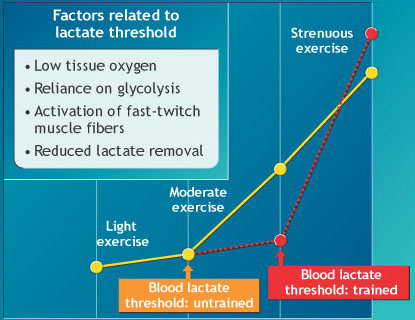 Factors related to
lactate threshold
• Low tissue oxygen
• Reliance on glycolysis
• Activation of fast-twitch
muscle fibers
• Reduced lactate removal
Strenuous
exercise
Moderate
exercise
Light
exercise
Blood lactate
threshold: untrained
Blood lactate
threshold: trained